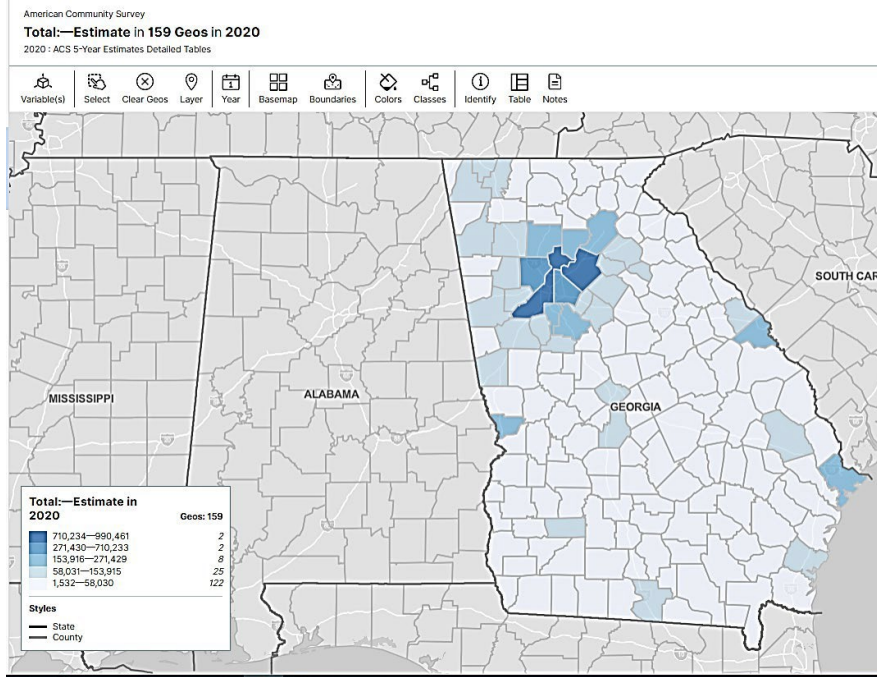 American Community Survey
Total:—Estimate in 159 Geos in 2020
2020 : ACS 5-Year Estimates Detailed Tables
Variable(s) Select Clear Geos Layer 1 Year Basemap Boundaries Colors Classes Identify Table Notes
SOUTH CAR
MISSISSIPPI
ALABAMA
GEORGIA
Total:—Estimate in
2020 Geos: 159
710,234—990,461 2
271,430—710,233 2
153,916—271,429 8
58,031—153,915 25
1,532—58,030 122
Styles
State
County